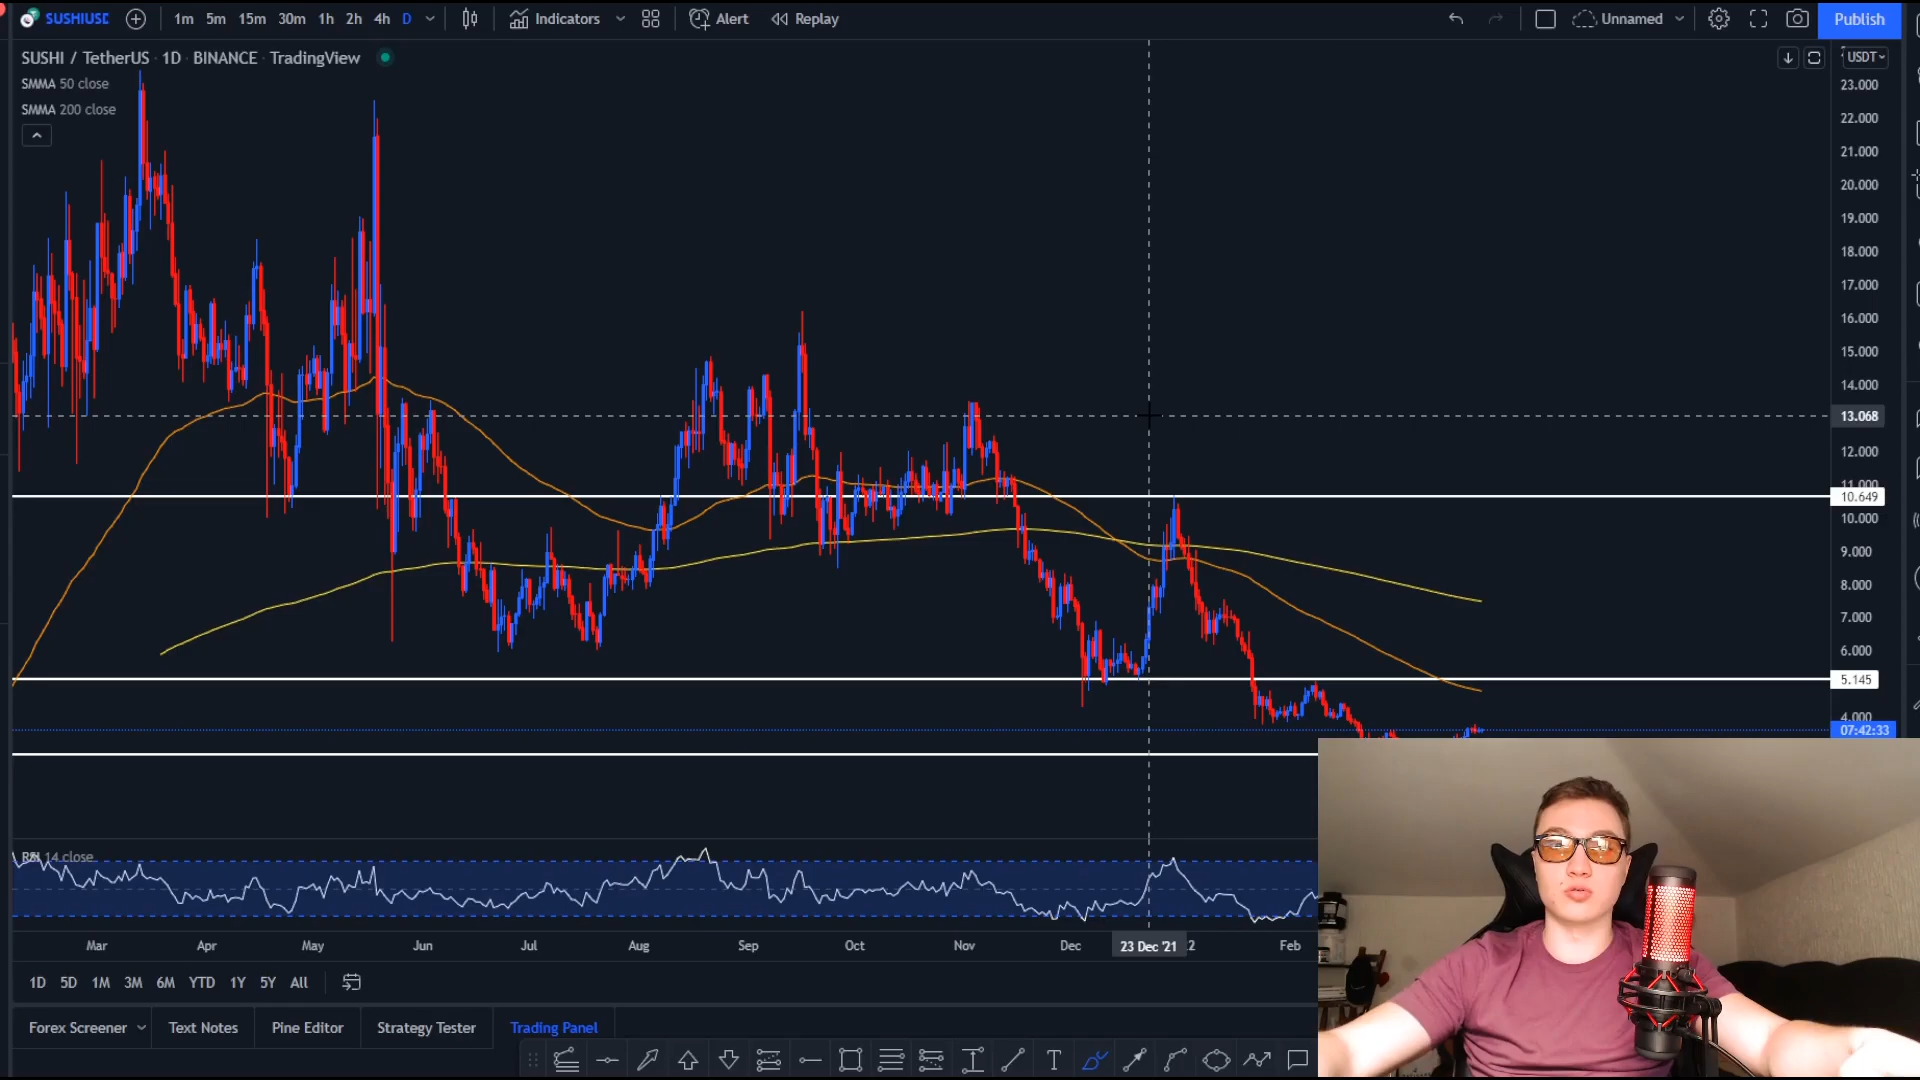 SUSHIUSD 1m 5m 15m 30m 1h 2h 4h D Indicators Alert Replay Unnamed Publish
SUSHI / TetherUS · 1D · BINANCE · TradingView
USDT
SMMA 50 close
SMMA 200 close
23.000
22.000
21.000
20.000
19.000
18.000
17.000
16.000
15.000
14.000
13.068
12.000
11.000
10.649
10.000
9.000
8.000
7.000
6.000
5.145
4.000
07:42:33
RSI 14 close
Mar Apr May Jun Jul Aug Sep Oct Nov Dec 23 Dec '21 2 Feb
1D 5D 1M 3M 6M YTD 1Y 5Y All
Forex Screener Text Notes Pine Editor Strategy Tester Trading Panel
T